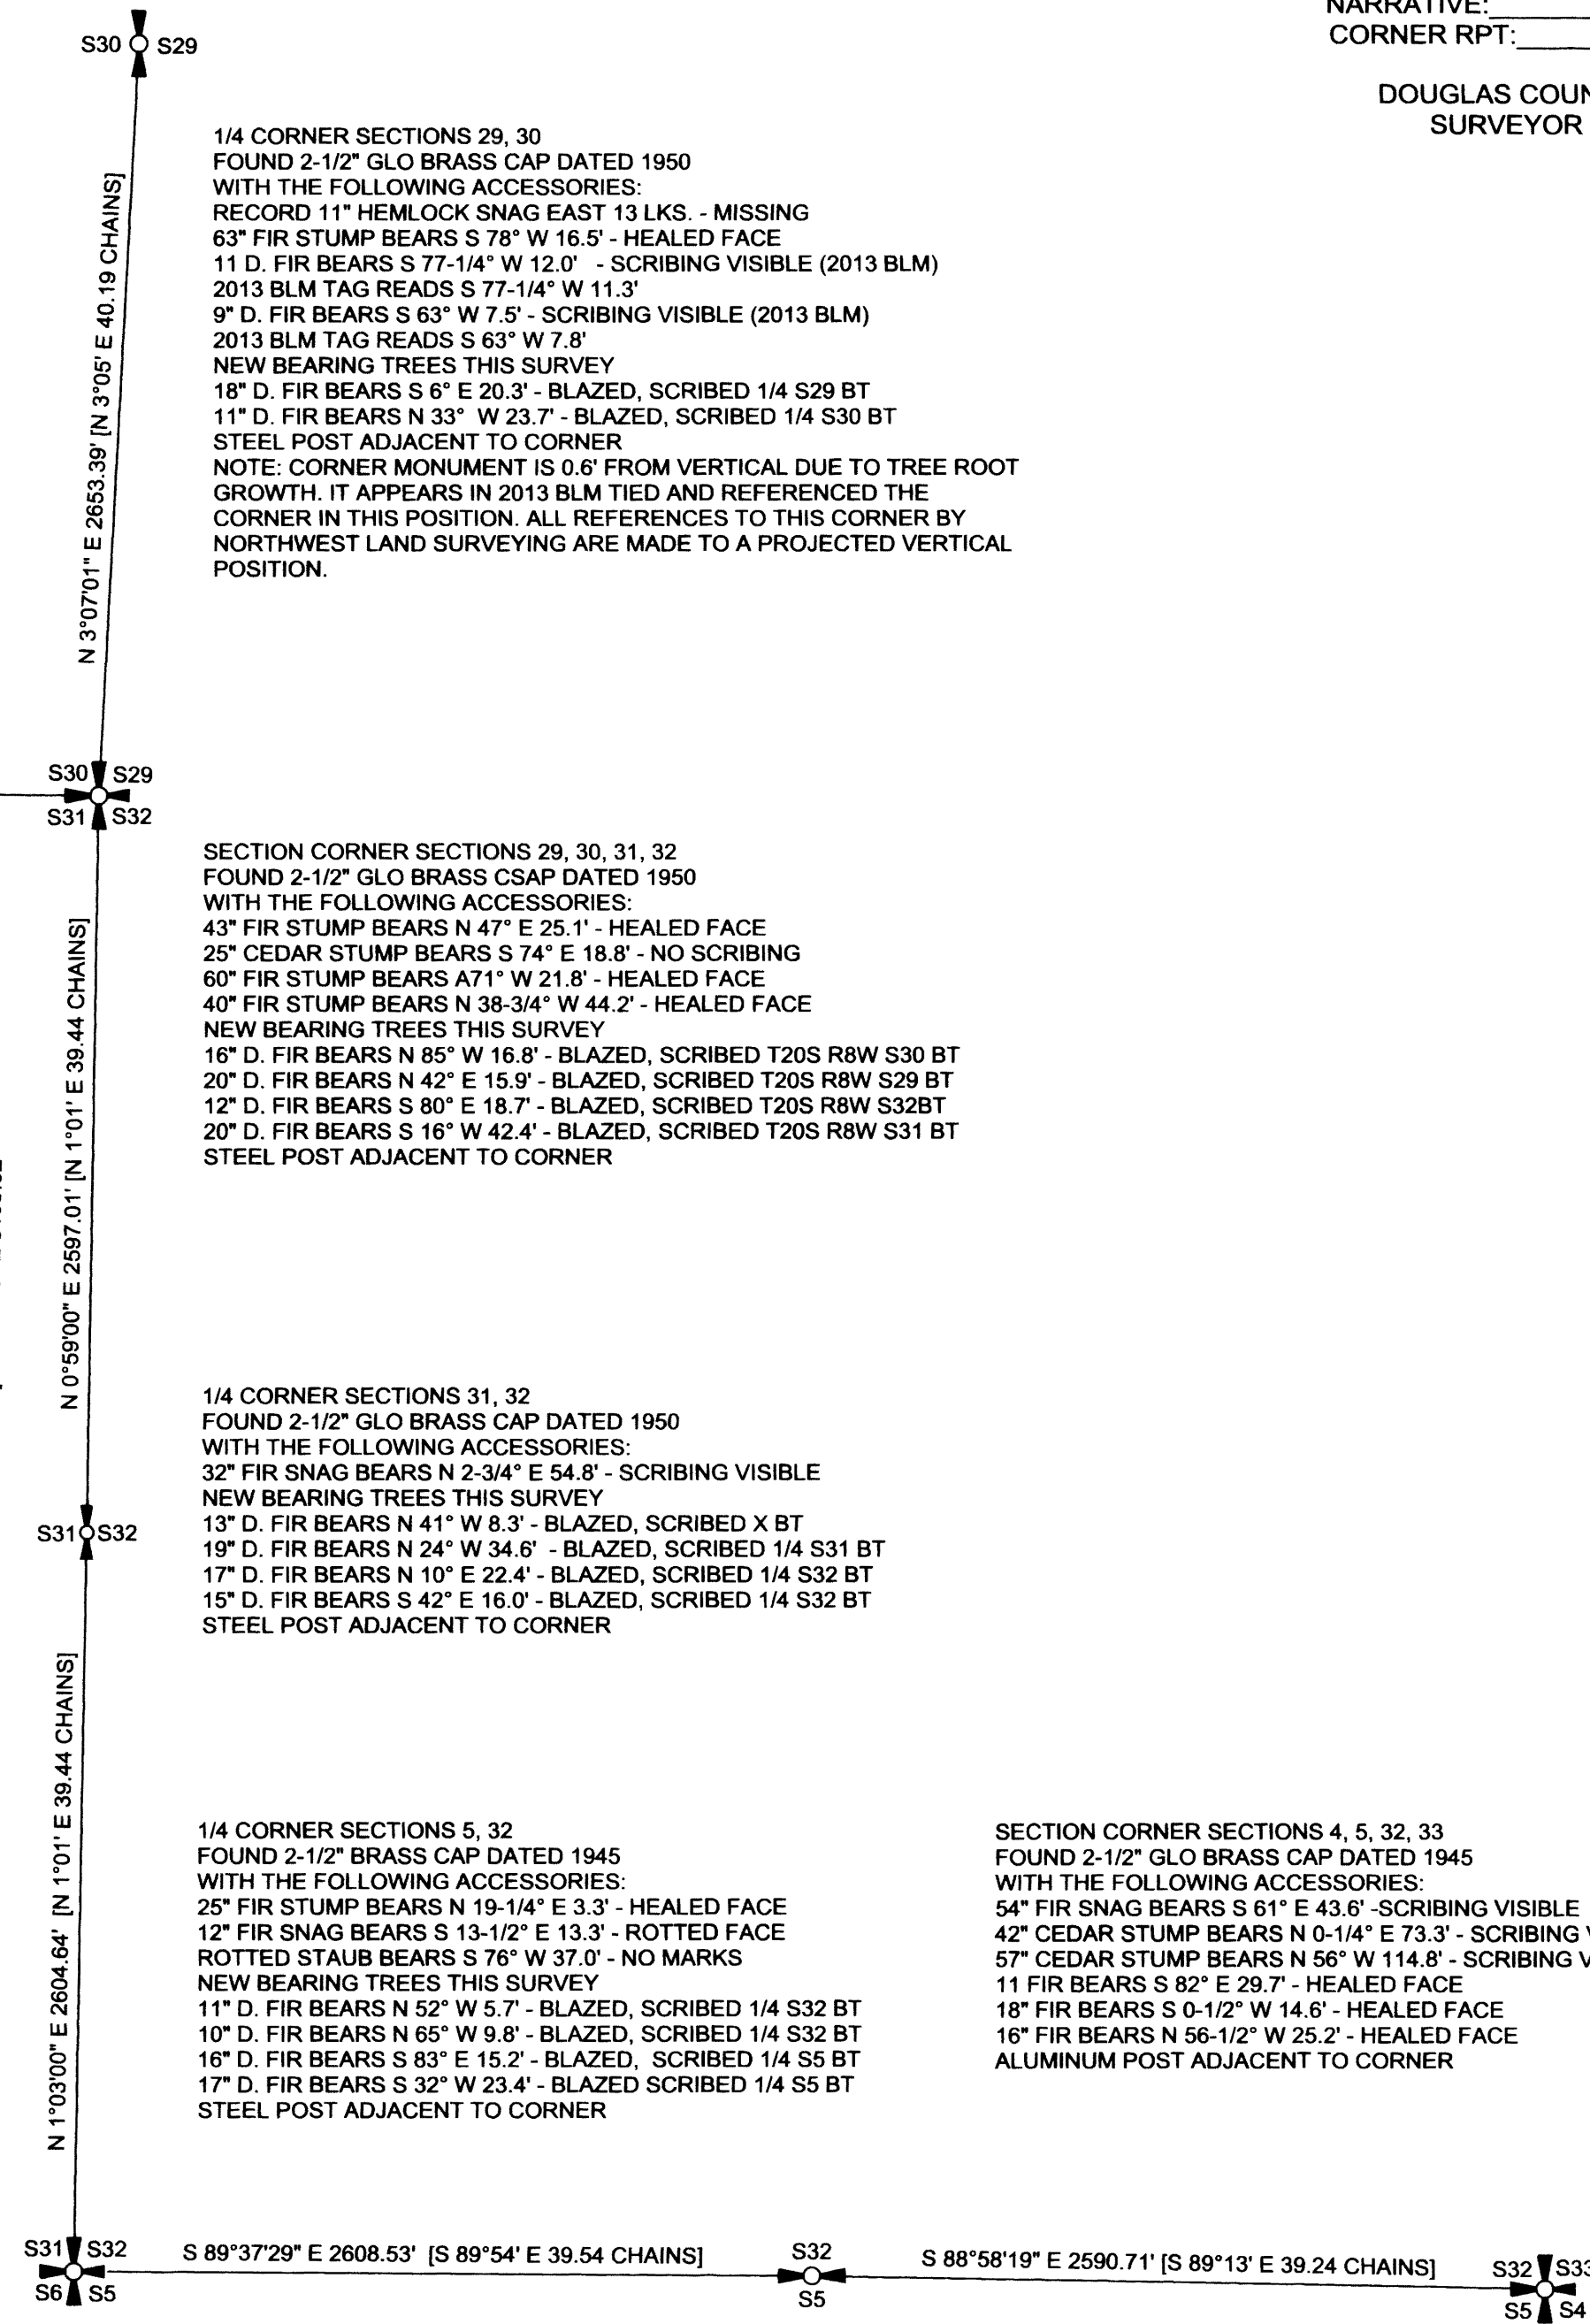 NARRATIVE:
CORNER RPT:
DOUGLAS COUN
SURVEYOR
S30 S29
1/4 CORNER SECTIONS 29, 30
FOUND 2-1/2" GLO BRASS CAP DATED 1950
WITH THE FOLLOWING ACCESSORIES:
RECORD 11" HEMLOCK SNAG EAST 13 LKS. - MISSING
63" FIR STUMP BEARS S 78° W 16.5' - HEALED FACE
11 D. FIR BEARS S 77-1/4° W 12.0' - SCRIBING VISIBLE (2013 BLM)
2013 BLM TAG READS S 77-1/4° W 11.3'
9" D. FIR BEARS S 63° W 7.5' - SCRIBING VISIBLE (2013 BLM)
2013 BLM TAG READS S 63° W 7.8'
NEW BEARING TREES THIS SURVEY
18" D. FIR BEARS S 6° E 20.3' - BLAZED, SCRIBED 1/4 S29 BT
11" D. FIR BEARS N 33° W 23.7' - BLAZED, SCRIBED 1/4 S30 BT
STEEL POST ADJACENT TO CORNER
NOTE: CORNER MONUMENT IS 0.6' FROM VERTICAL DUE TO TREE ROOT
GROWTH. IT APPEARS IN 2013 BLM TIED AND REFERENCED THE
CORNER IN THIS POSITION. ALL REFERENCES TO THIS CORNER BY
NORTHWEST LAND SURVEYING ARE MADE TO A PROJECTED VERTICAL
POSITION.
N 3°07'01" E 2653.39' [N 3°05' E 40.19 CHAINS]
S30 S29
S31 S32
SECTION CORNER SECTIONS 29, 30, 31, 32
FOUND 2-1/2" GLO BRASS CSAP DATED 1950
WITH THE FOLLOWING ACCESSORIES:
43" FIR STUMP BEARS N 47° E 25.1' - HEALED FACE
25" CEDAR STUMP BEARS S 74° E 18.8' - NO SCRIBING
60" FIR STUMP BEARS A71° W 21.8' - HEALED FACE
40" FIR STUMP BEARS N 38-3/4° W 44.2' - HEALED FACE
NEW BEARING TREES THIS SURVEY
16" D. FIR BEARS N 85° W 16.8' - BLAZED, SCRIBED T20S R8W S30 BT
20" D. FIR BEARS N 42° E 15.9' - BLAZED, SCRIBED T20S R8W S29 BT
12" D. FIR BEARS S 80° E 18.7' - BLAZED, SCRIBED T20S R8W S32BT
20" D. FIR BEARS S 16° W 42.4' - BLAZED, SCRIBED T20S R8W S31 BT
STEEL POST ADJACENT TO CORNER
N 0°59'00" E 2597.01' [N 1°01' E 39.44 CHAINS]
1/4 CORNER SECTIONS 31, 32
FOUND 2-1/2" GLO BRASS CAP DATED 1950
WITH THE FOLLOWING ACCESSORIES:
32" FIR SNAG BEARS N 2-3/4° E 54.8' - SCRIBING VISIBLE
NEW BEARING TREES THIS SURVEY
13" D. FIR BEARS N 41° W 8.3' - BLAZED, SCRIBED X BT
19" D. FIR BEARS N 24° W 34.6' - BLAZED, SCRIBED 1/4 S31 BT
17" D. FIR BEARS N 10° E 22.4' - BLAZED, SCRIBED 1/4 S32 BT
15" D. FIR BEARS S 42° E 16.0' - BLAZED, SCRIBED 1/4 S32 BT
STEEL POST ADJACENT TO CORNER
S31 S32
N 1°03'00" E 2604.64' [N 1°01' E 39.44 CHAINS]
1/4 CORNER SECTIONS 5, 32
FOUND 2-1/2" BRASS CAP DATED 1945
WITH THE FOLLOWING ACCESSORIES:
25" FIR STUMP BEARS N 19-1/4° E 3.3' - HEALED FACE
12" FIR SNAG BEARS S 13-1/2° E 13.3' - ROTTED FACE
ROTTED STAUB BEARS S 76° W 37.0' - NO MARKS
NEW BEARING TREES THIS SURVEY
11" D. FIR BEARS N 52° W 5.7' - BLAZED, SCRIBED 1/4 S32 BT
10" D. FIR BEARS N 65° W 9.8' - BLAZED, SCRIBED 1/4 S32 BT
16" D. FIR BEARS S 83° E 15.2' - BLAZED, SCRIBED 1/4 S5 BT
17" D. FIR BEARS S 32° W 23.4' - BLAZED SCRIBED 1/4 S5 BT
STEEL POST ADJACENT TO CORNER
SECTION CORNER SECTIONS 4, 5, 32, 33
FOUND 2-1/2" GLO BRASS CAP DATED 1945
WITH THE FOLLOWING ACCESSORIES:
54" FIR SNAG BEARS S 61° E 43.6' -SCRIBING VISIBLE
42" CEDAR STUMP BEARS N 0-1/4° E 73.3' - SCRIBING
57" CEDAR STUMP BEARS N 56° W 114.8' - SCRIBING V
11 FIR BEARS S 82° E 29.7' - HEALED FACE
18" FIR BEARS S 0-1/2° W 14.6' - HEALED FACE
16" FIR BEARS N 56-1/2° W 25.2' - HEALED FACE
ALUMINUM POST ADJACENT TO CORNER
S31 S32
S6 S5
S 89°37'29" E 2608.53' [S 89°54' E 39.54 CHAINS]
S32
S5
S 88°58'19" E 2590.71' [S 89°13' E 39.24 CHAINS]
S32 S33
S5 S4